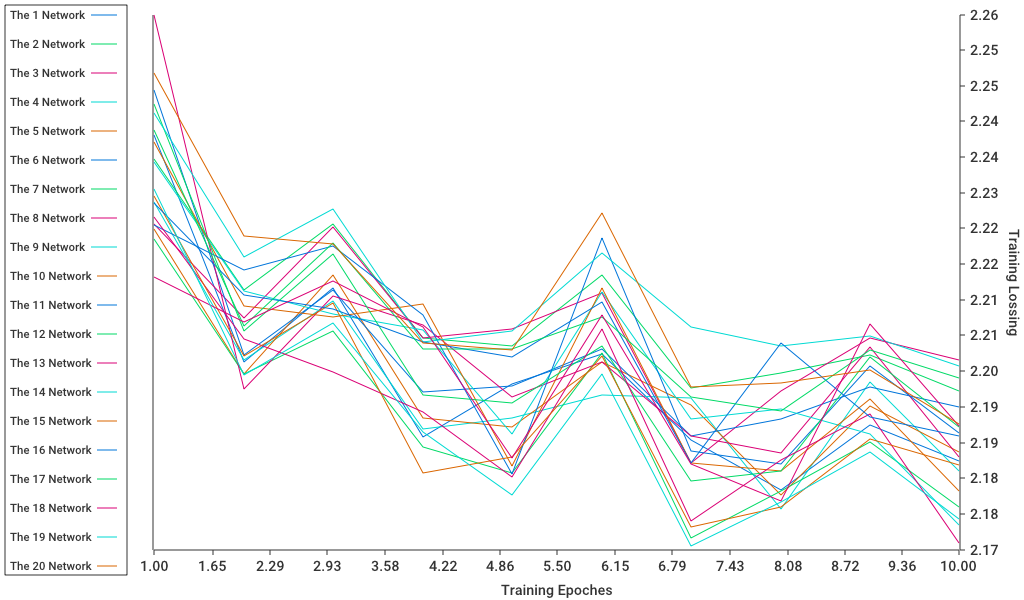 The 1 Network
The 2 Network
The 3 Network
The 4 Network
The 5 Network
The 6 Network
The 7 Network
The 8 Network
The 9 Network
The 10 Network
The 11 Network
The 12 Network
The 13 Network
The 14 Network
The 15 Network
The 16 Network
The 17 Network
The 18 Network
The 19 Network
The 20 Network
2.26
2.25
2.25
2.24
2.24
2.23
2.22
2.22
2.21
2.21
2.20
2.19
2.19
2.18
2.18
2.17
Training Lossing
1.00 1.65 2.29 2.93 3.58 4.22 4.86 5.50 6.15 6.79 7.43 8.08 8.72 9.36 10.00
Training Epoches